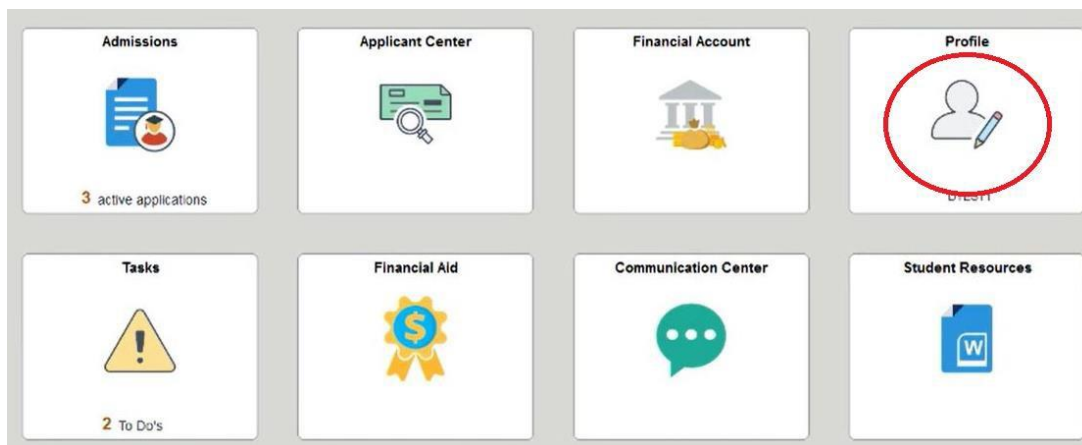 Admissions
Applicant Center
Financial Account
Profile
3 active applications
Tasks
Financial Aid
Communication Center
Student Resources
W
2 To Do's